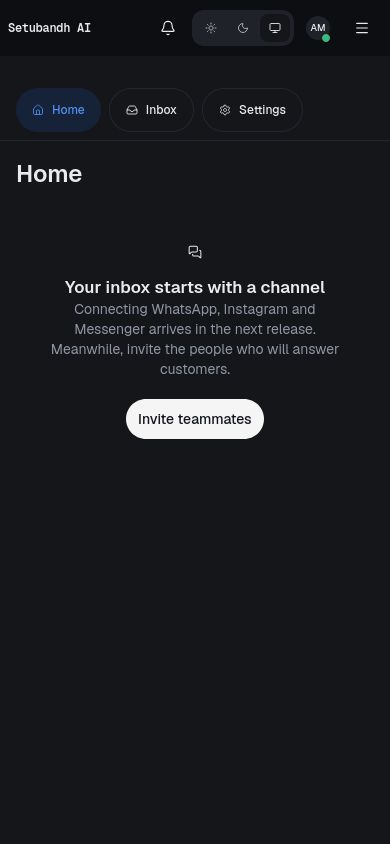 Setubandh AI
AM
Home
Inbox
Settings
Home
Your inbox starts with a channel
Connecting WhatsApp, Instagram and
Messenger arrives in the next release.
Meanwhile, invite the people who will answer
customers.
Invite teammates